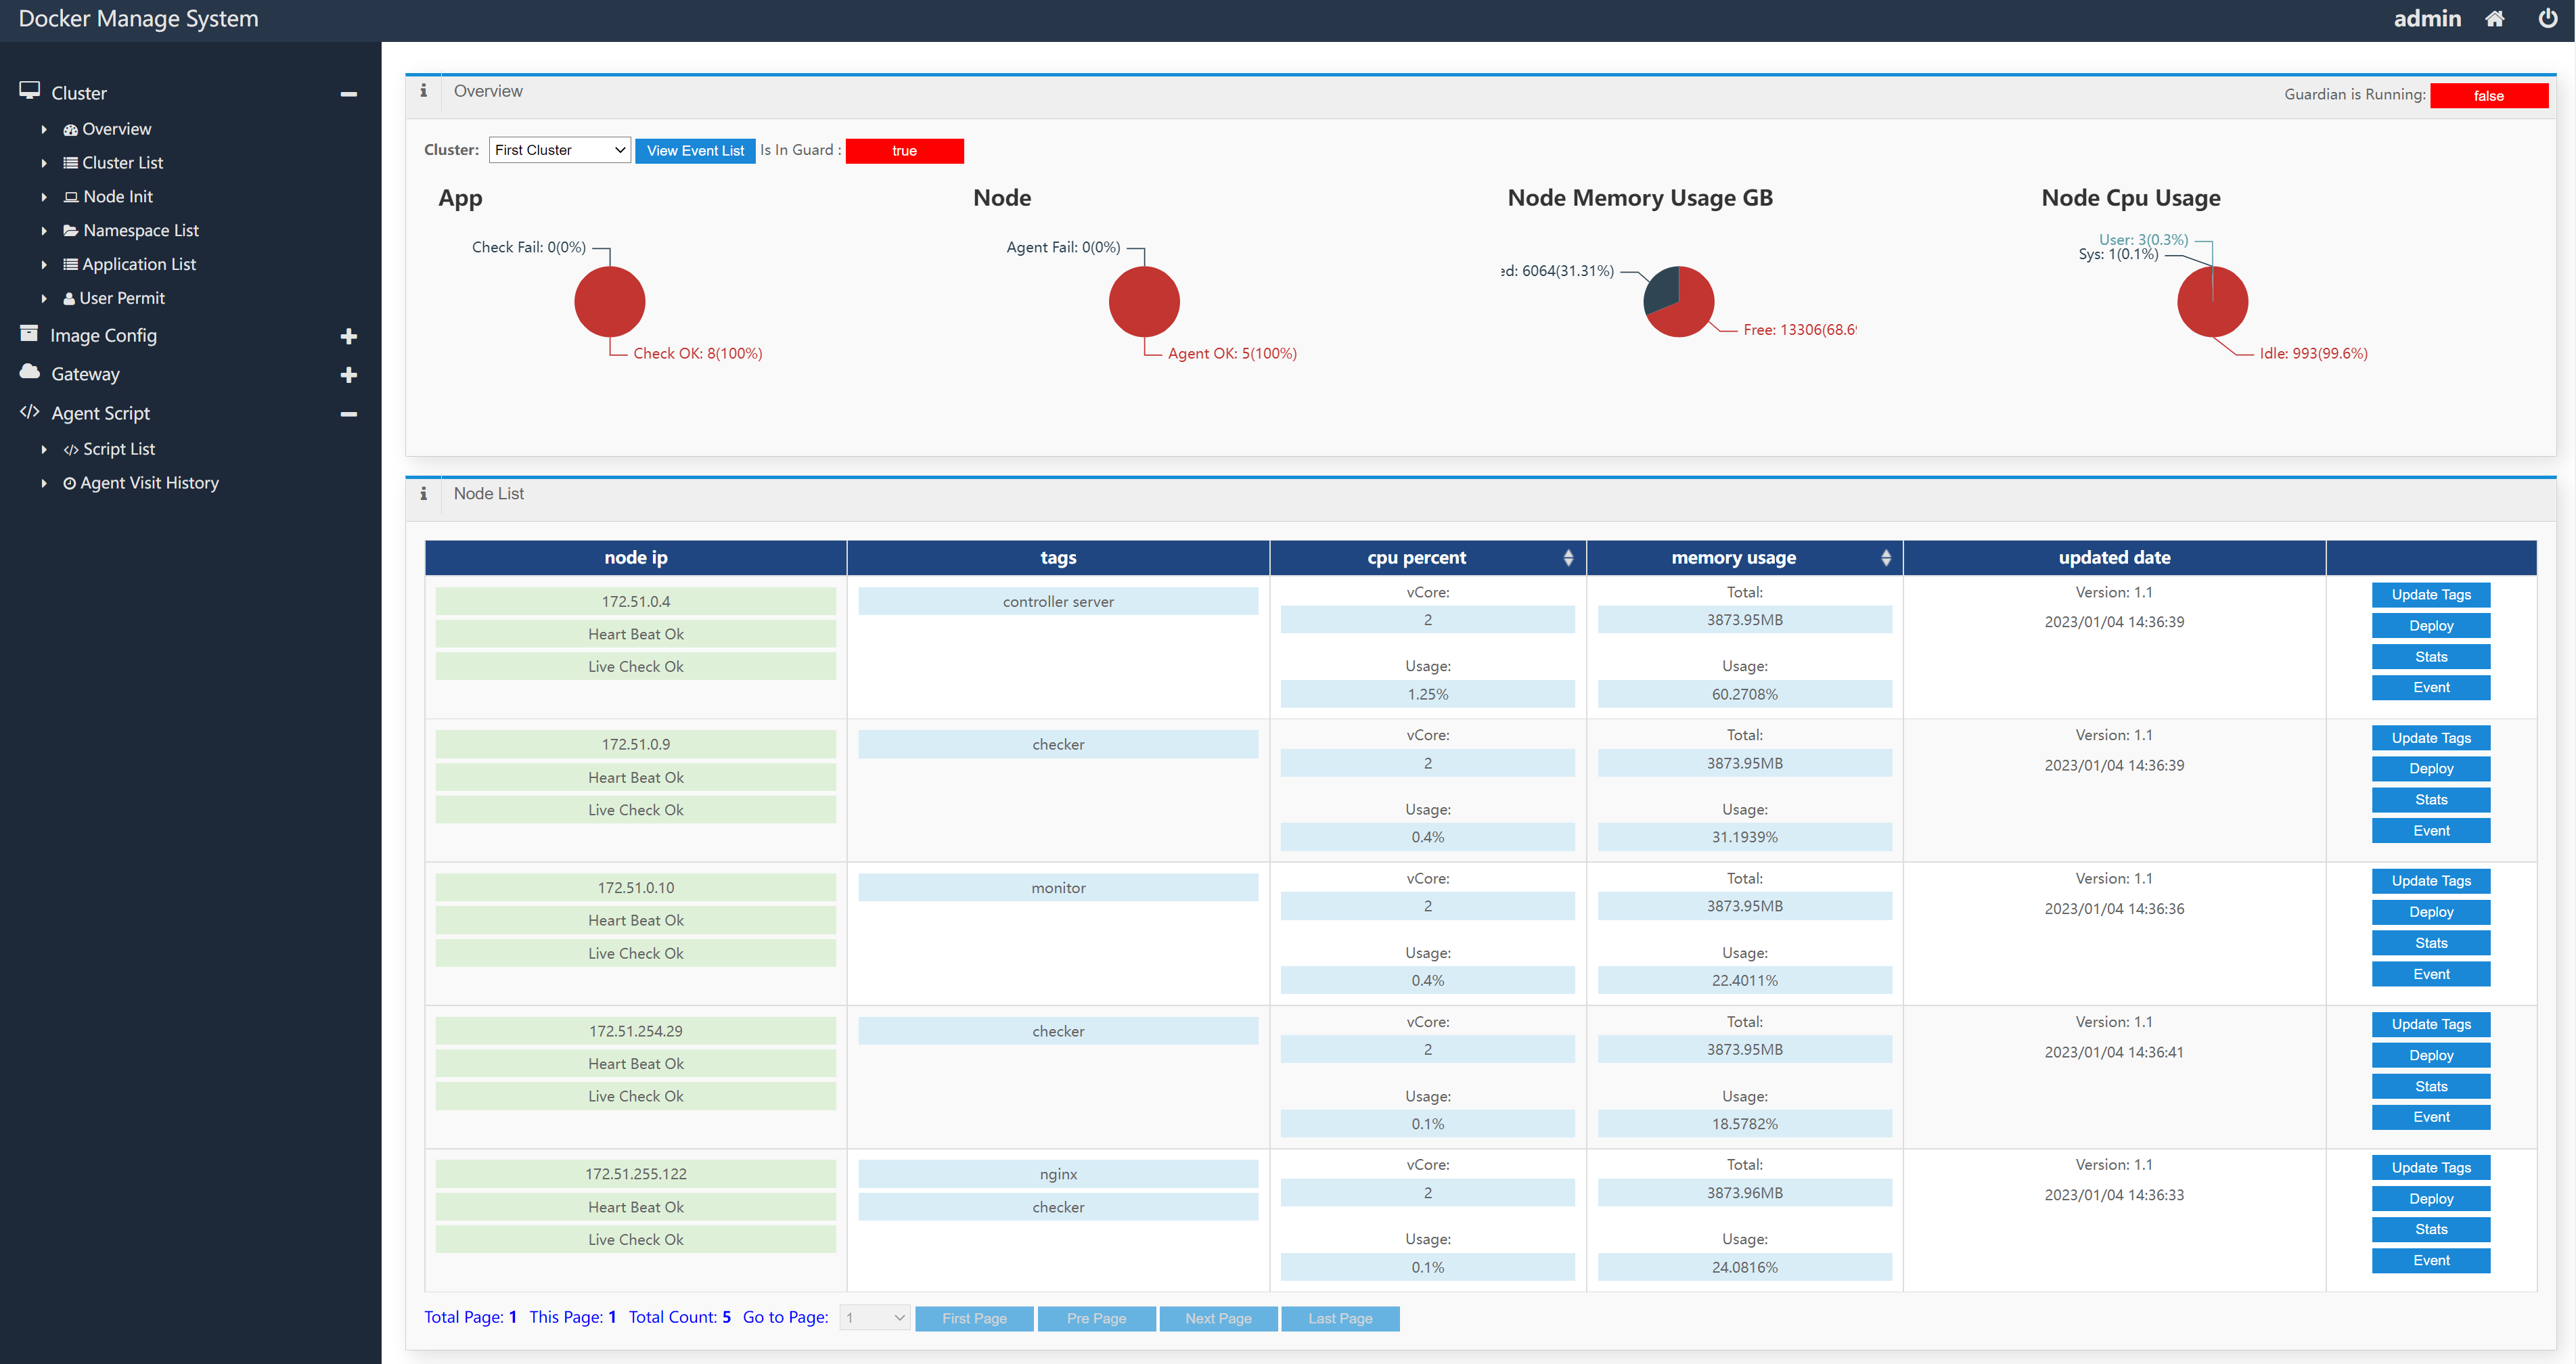 Docker Manage System
admin
Cluster
Overview
Cluster List
Node Init
Namespace List
Application List
User Permit
Image Config
Gateway
Agent Script
Script List
Agent Visit History
Overview
Guardian is Running: false
Cluster: First Cluster View Event List Is In Guard : true
App
Check Fail: 0(0%)
Check OK: 8(100%)
Node
Agent Fail: 0(0%)
Agent OK: 5(100%)
Node Memory Usage GB
ed: 6064(31.31%)
Free: 13306(68.6
Node Cpu Usage
User: 3(0.3%)
Sys: 1(0.1%)
Idle: 993(99.6%)
Node List
node ip tags cpu percent memory usage updated date
172.51.0.4
Heart Beat Ok
Live Check Ok
controller server
vCore:
2
Usage:
1.25%
Total:
3873.95MB
Usage:
60.2708%
Version: 1.1
2023/01/04 14:36:39
Update Tags
Deploy
Stats
Event
172.51.0.9
Heart Beat Ok
Live Check Ok
checker
vCore:
2
Usage:
0.4%
Total:
3873.95MB
Usage:
31.1939%
Version: 1.1
2023/01/04 14:36:39
Update Tags
Deploy
Stats
Event
172.51.0.10
Heart Beat Ok
Live Check Ok
monitor
vCore:
2
Usage:
0.4%
Total:
3873.95MB
Usage:
22.4011%
Version: 1.1
2023/01/04 14:36:36
Update Tags
Deploy
Stats
Event
172.51.254.29
Heart Beat Ok
Live Check Ok
checker
vCore:
2
Usage:
0.1%
Total:
3873.95MB
Usage:
18.5782%
Version: 1.1
2023/01/04 14:36:41
Update Tags
Deploy
Stats
Event
172.51.255.122
Heart Beat Ok
Live Check Ok
nginx
checker
vCore:
2
Usage:
0.1%
Total:
3873.96MB
Usage:
24.0816%
Version: 1.1
2023/01/04 14:36:33
Update Tags
Deploy
Stats
Event
Total Page: 1 This Page: 1 Total Count: 5 Go to Page: 1 First Page Pre Page Next Page Last Page